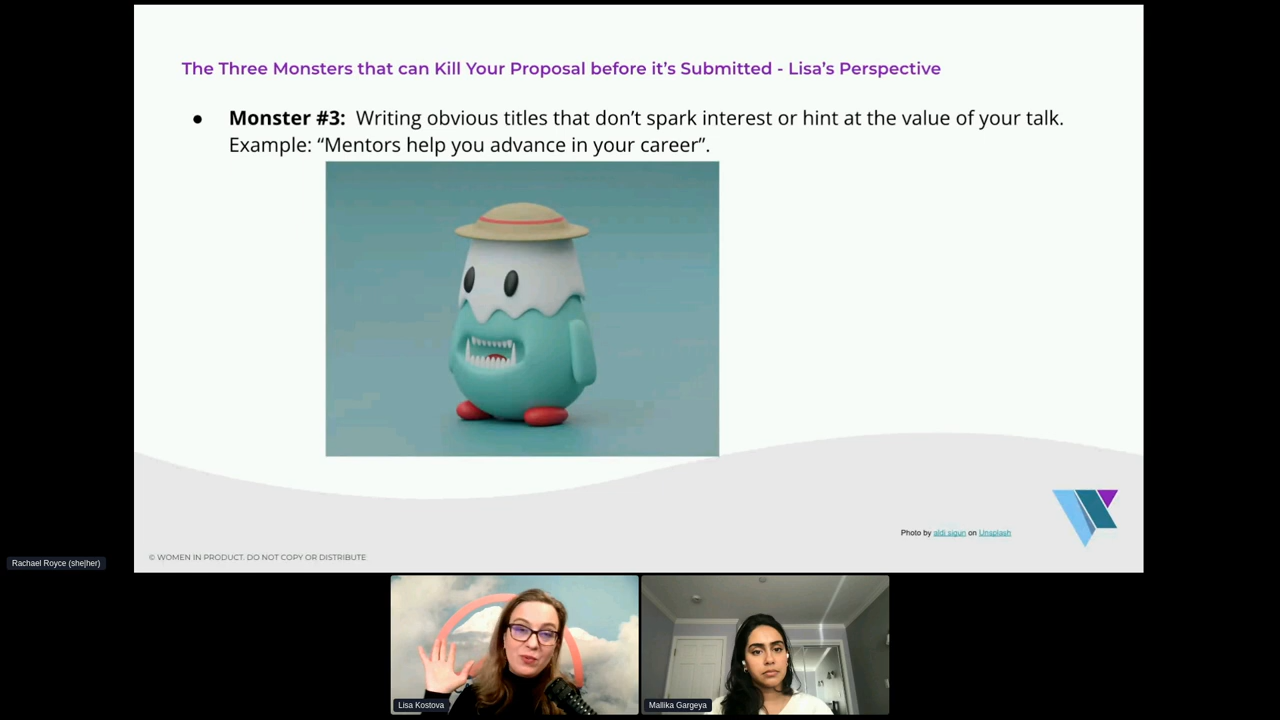 The Three Monsters that can Kill Your Proposal before it’s Submitted - Lisa’s Perspective
● Monster #3: Writing obvious titles that don’t spark interest or hint at the value of your talk.
Example: “Mentors help you advance in your career”.
Photo by aldi sigun on Unsplash
© WOMEN IN PRODUCT. DO NOT COPY OR DISTRIBUTE
Rachael Royce (she|her)
Lisa Kostova
Mallika Gargeya